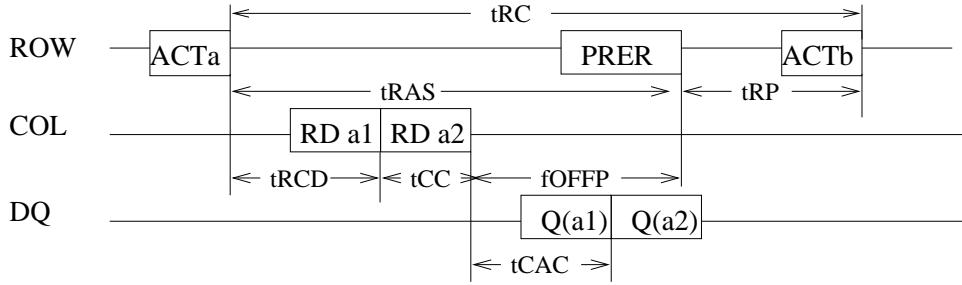 tRC
ROW ACTa PRER ACTb
tRAS tRP
COL RD a1 RD a2
tRCD tCC fOFFP
DQ Q(a1) Q(a2)
tCAC